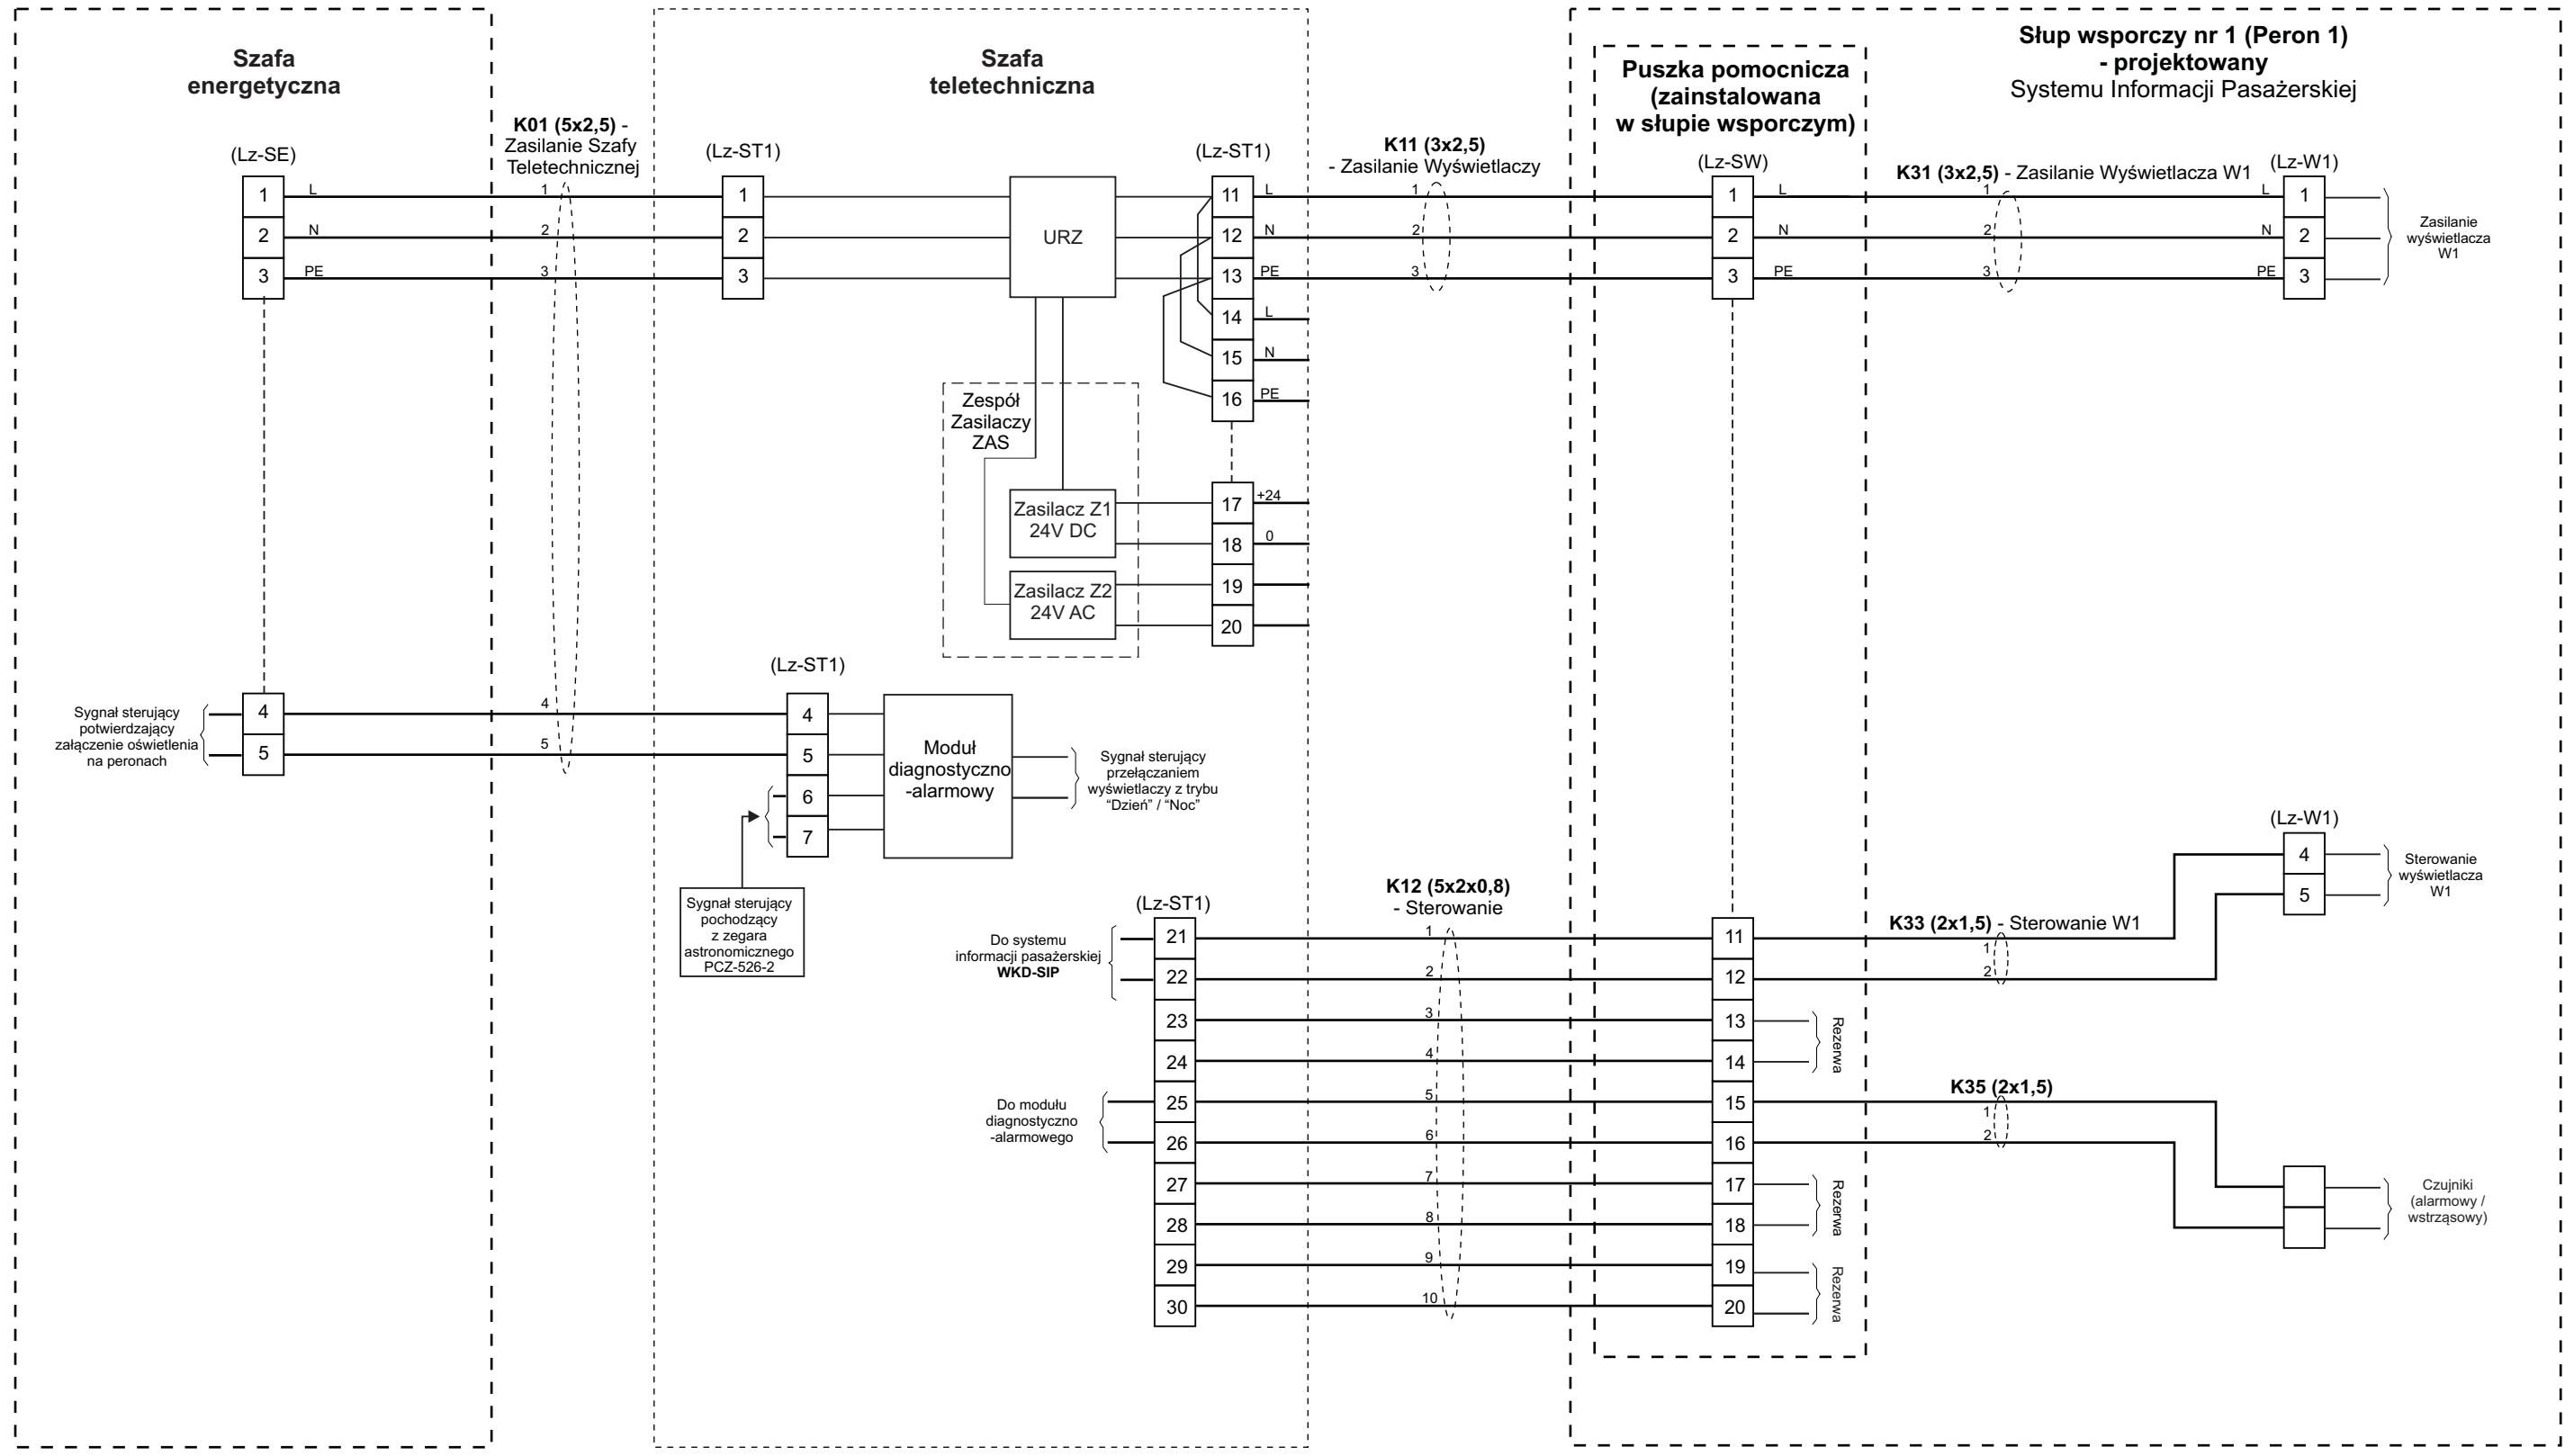 Szafa
energetyczna
(Lz-SE)
1
2
3
L
N
PE
Sygnał sterujący
potwierdzający
załączenie oświetlenia
na peronach
4
5
K01 (5x2,5) -
Zasilanie Szafy
Teletechnicznej
1
2
3
4
5
Szafa
teletechniczna
(Lz-ST1)
1
2
3
URZ
(Lz-ST1)
11
12
13
14
15
16
L
N
PE
L
N
PE
Zespół
Zasilaczy
ZAS
Zasilacz Z1
24V DC
Zasilacz Z2
24V AC
17
18
19
20
+24
0
(Lz-ST1)
4
5
6
7
Moduł
diagnostyczno
-alarmowy
Sygnał sterujący
przełączaniem
wyświetlaczy z trybu
“Dzień” / “Noc”
Sygnał sterujący
pochodzący
z zegara
astronomicznego
PCZ-526-2
(Lz-ST1)
Do systemu
informacji pasażerskiej
WKD-SIP
Do modułu
diagnostyczno
-alarmowego
21
22
23
24
25
26
27
28
29
30
K11 (3x2,5)
- Zasilanie Wyświetlaczy
1
2
3
K12 (5x2x0,8)
- Sterowanie
1
2
3
4
5
6
7
8
9
10
Słup wsporczy nr 1 (Peron 1)
- projektowany
Systemu Informacji Pasażerskiej
Puszka pomocnicza
(zainstalowana
w słupie wsporczym)
(Lz-SW)
1
2
3
L
N
PE
11
12
13
14
15
16
17
18
19
20
Rezerwa
Rezerwa
Rezerwa
K31 (3x2,5) - Zasilanie Wyświetlacza W1
1
2
3
L
N
PE
(Lz-W1)
1
2
3
Zasilanie
wyświetlacza
W1
K33 (2x1,5) - Sterowanie W1
1
2
(Lz-W1)
4
5
Sterowanie
wyświetlacza
W1
K35 (2x1,5)
1
2
Czujniki
(alarmowy /
wstrząsowy)